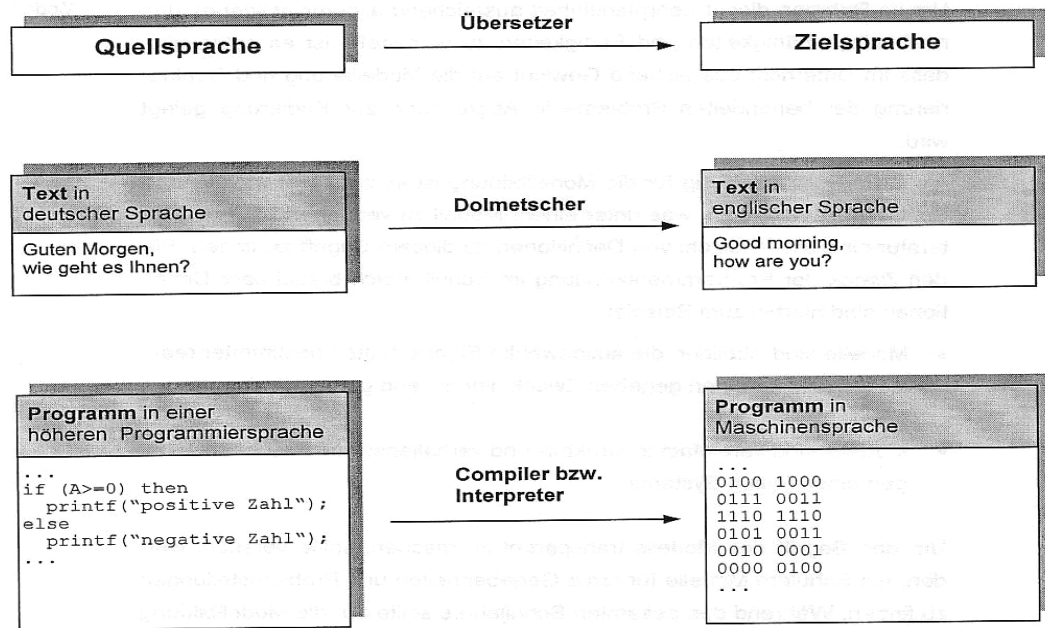 Übersetzer
Quellsprache
Zielsprache
Text in
deutscher Sprache
Guten Morgen,
wie geht es Ihnen?
Dolmetscher
Text in
englischer Sprache
Good morning,
how are you?
Programm in einer
höheren Programmiersprache
...
if (A>=0) then
printf(“positive Zahl“);
else
printf(“negative Zahl“);
...
Compiler bzw.
Interpreter
Programm in
Maschinensprache
...
0100 1000
0111 0011
1110 1110
0101 0011
0010 0001
0000 0100
...